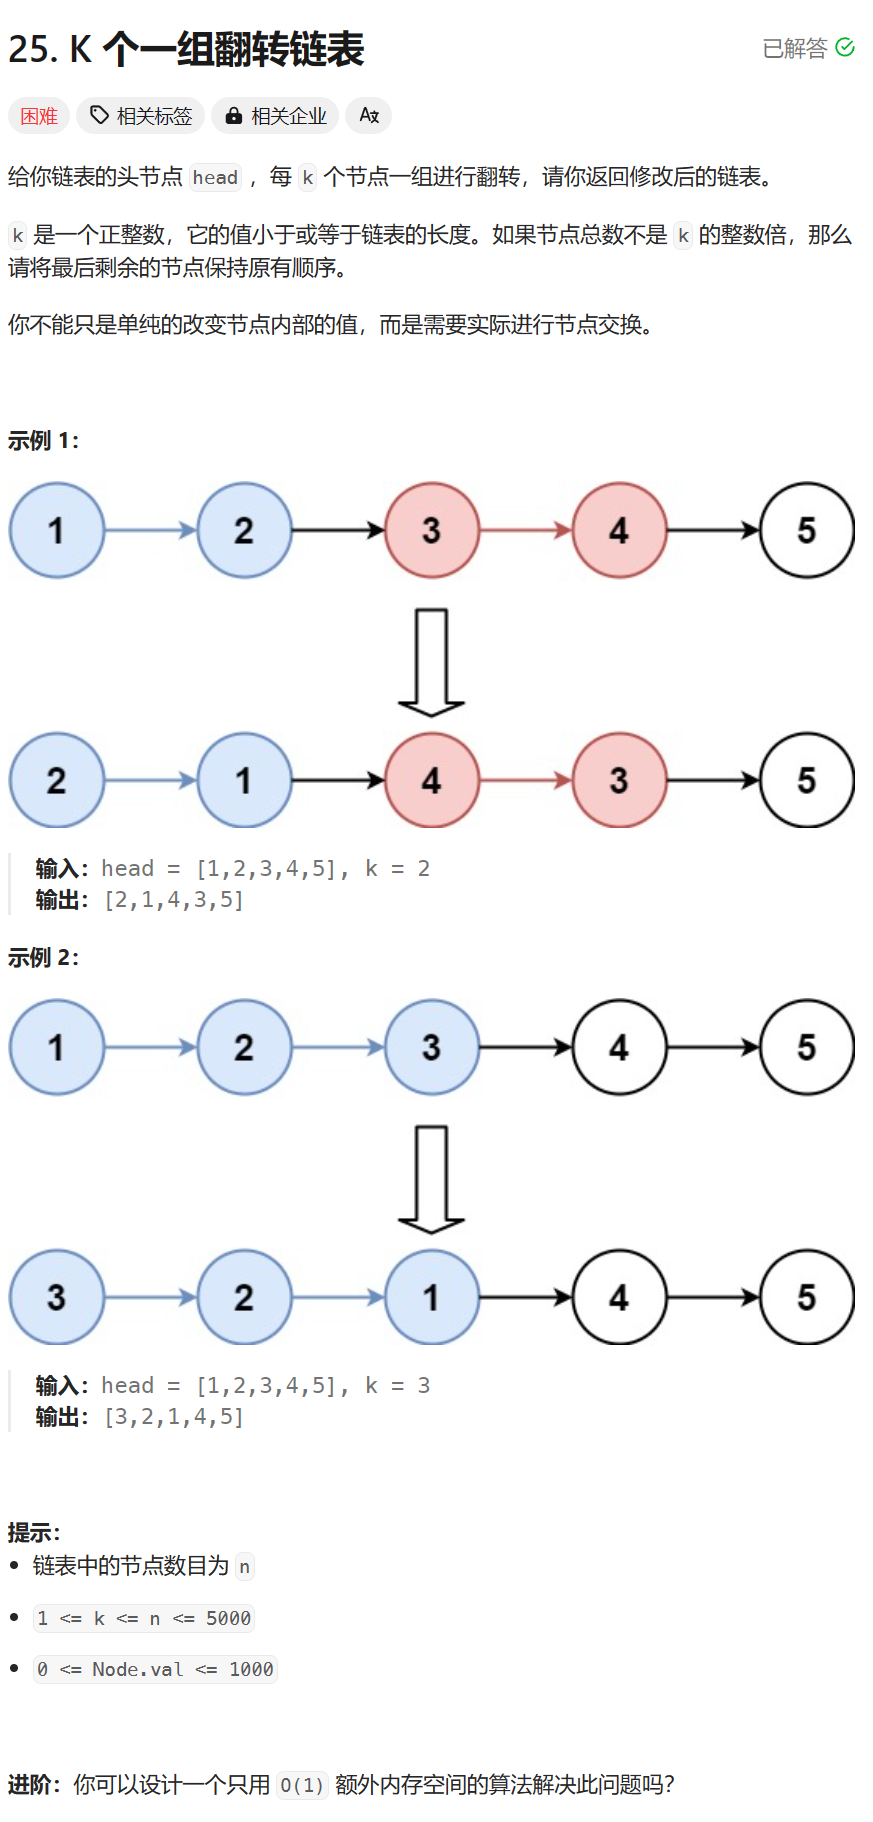 25. K 个一组翻转链表
已解答
困难 相关标签 相关企业
给你链表的头节点 head ，每 k 个节点一组进行翻转，请你返回修改后的链表。
k 是一个正整数，它的值小于或等于链表的长度。如果节点总数不是 k 的整数倍，那么
请将最后剩余的节点保持原有顺序。
你不能只是单纯的改变节点内部的值，而是需要实际进行节点交换。
示例 1：
1 2 3 4 5
2 1 4 3 5
输入：head = [1,2,3,4,5], k = 2
输出：[2,1,4,3,5]
示例 2：
1 2 3 4 5
3 2 1 4 5
输入：head = [1,2,3,4,5], k = 3
输出：[3,2,1,4,5]
提示：
链表中的节点数目为 n
1 <= k <= n <= 5000
0 <= Node.val <= 1000
进阶：你可以设计一个只用 O(1) 额外内存空间的算法解决此问题吗？